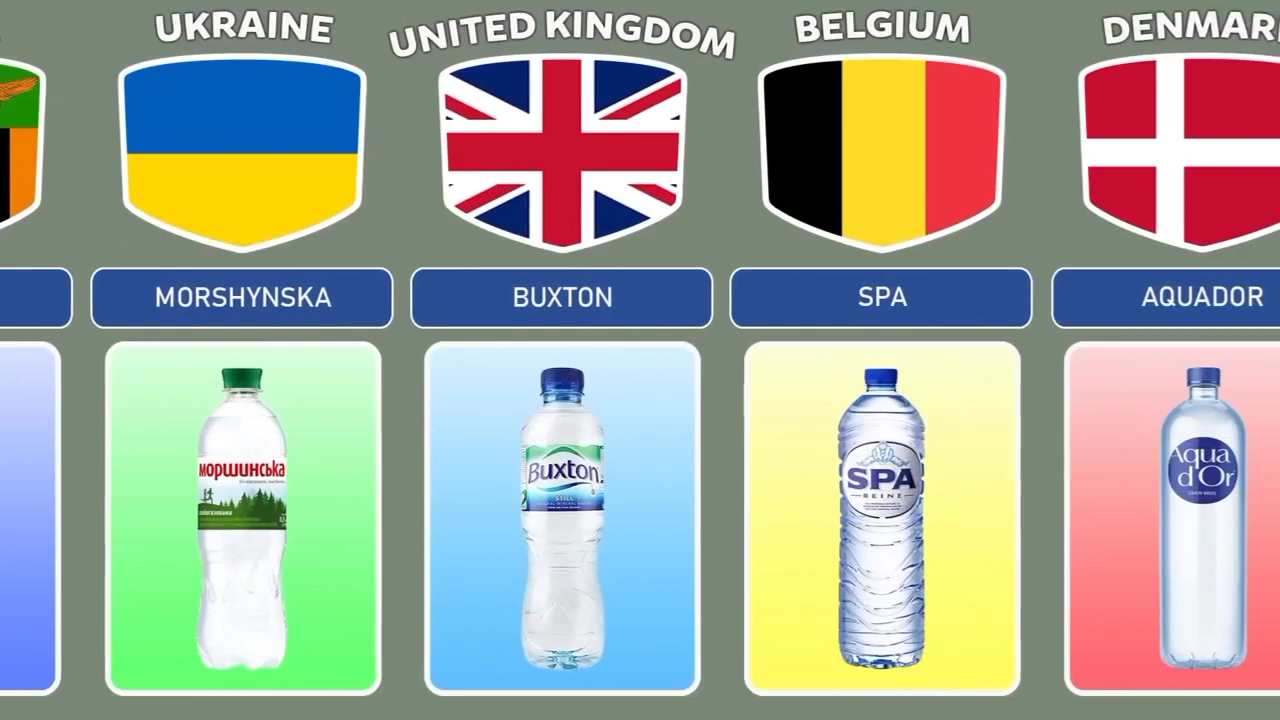 UKRAINE
UNITED KINGDOM
BELGIUM
DENMAR
MORSHYNSKA
BUXTON
SPA
AQUADOR
моршинська
Buxton
STILL
SPA
REINE
Aqua
d'Or